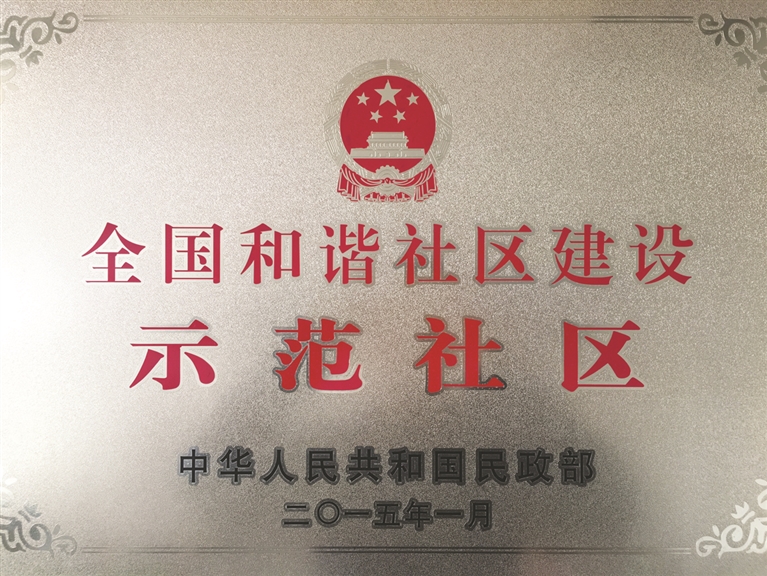 全国和谐社区建设
示范社区
中华人民共和国民政部
二〇一五年一月